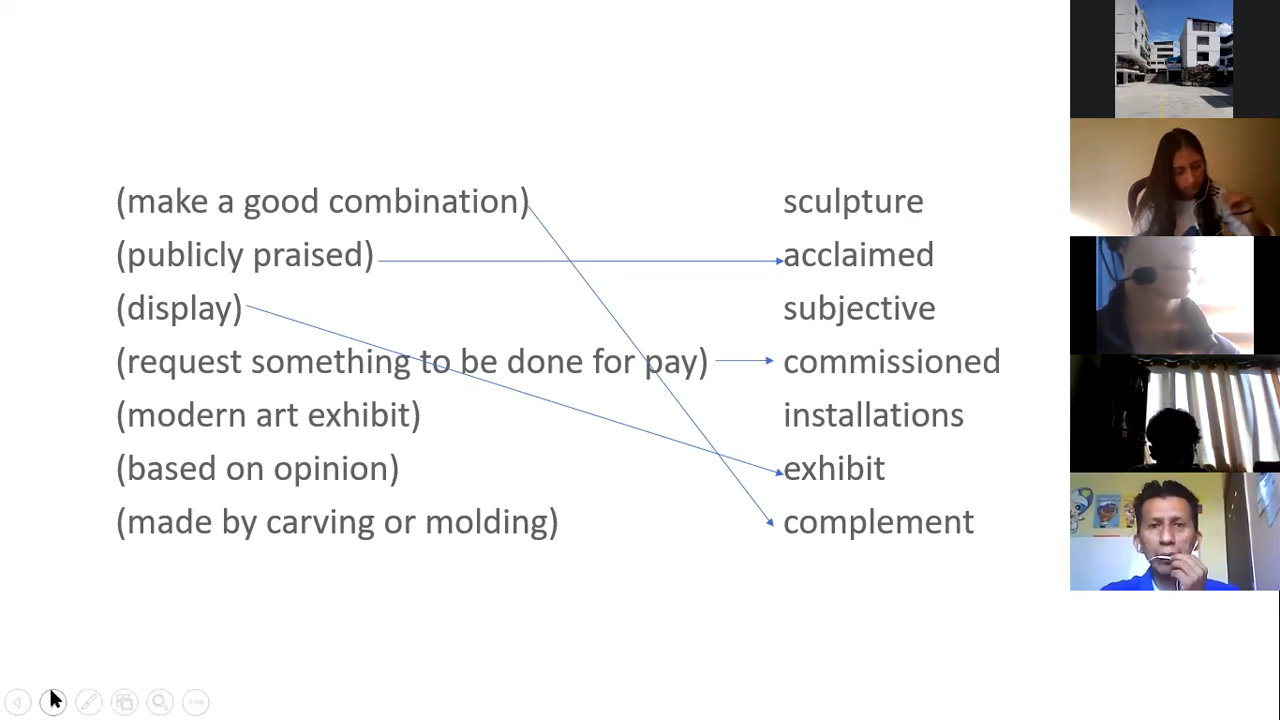 (make a good combination)
(publicly praised)
(display)
(request something to be done for pay)
(modern art exhibit)
(based on opinion)
(made by carving or molding)
sculpture
acclaimed
subjective
commissioned
installations
exhibit
complement